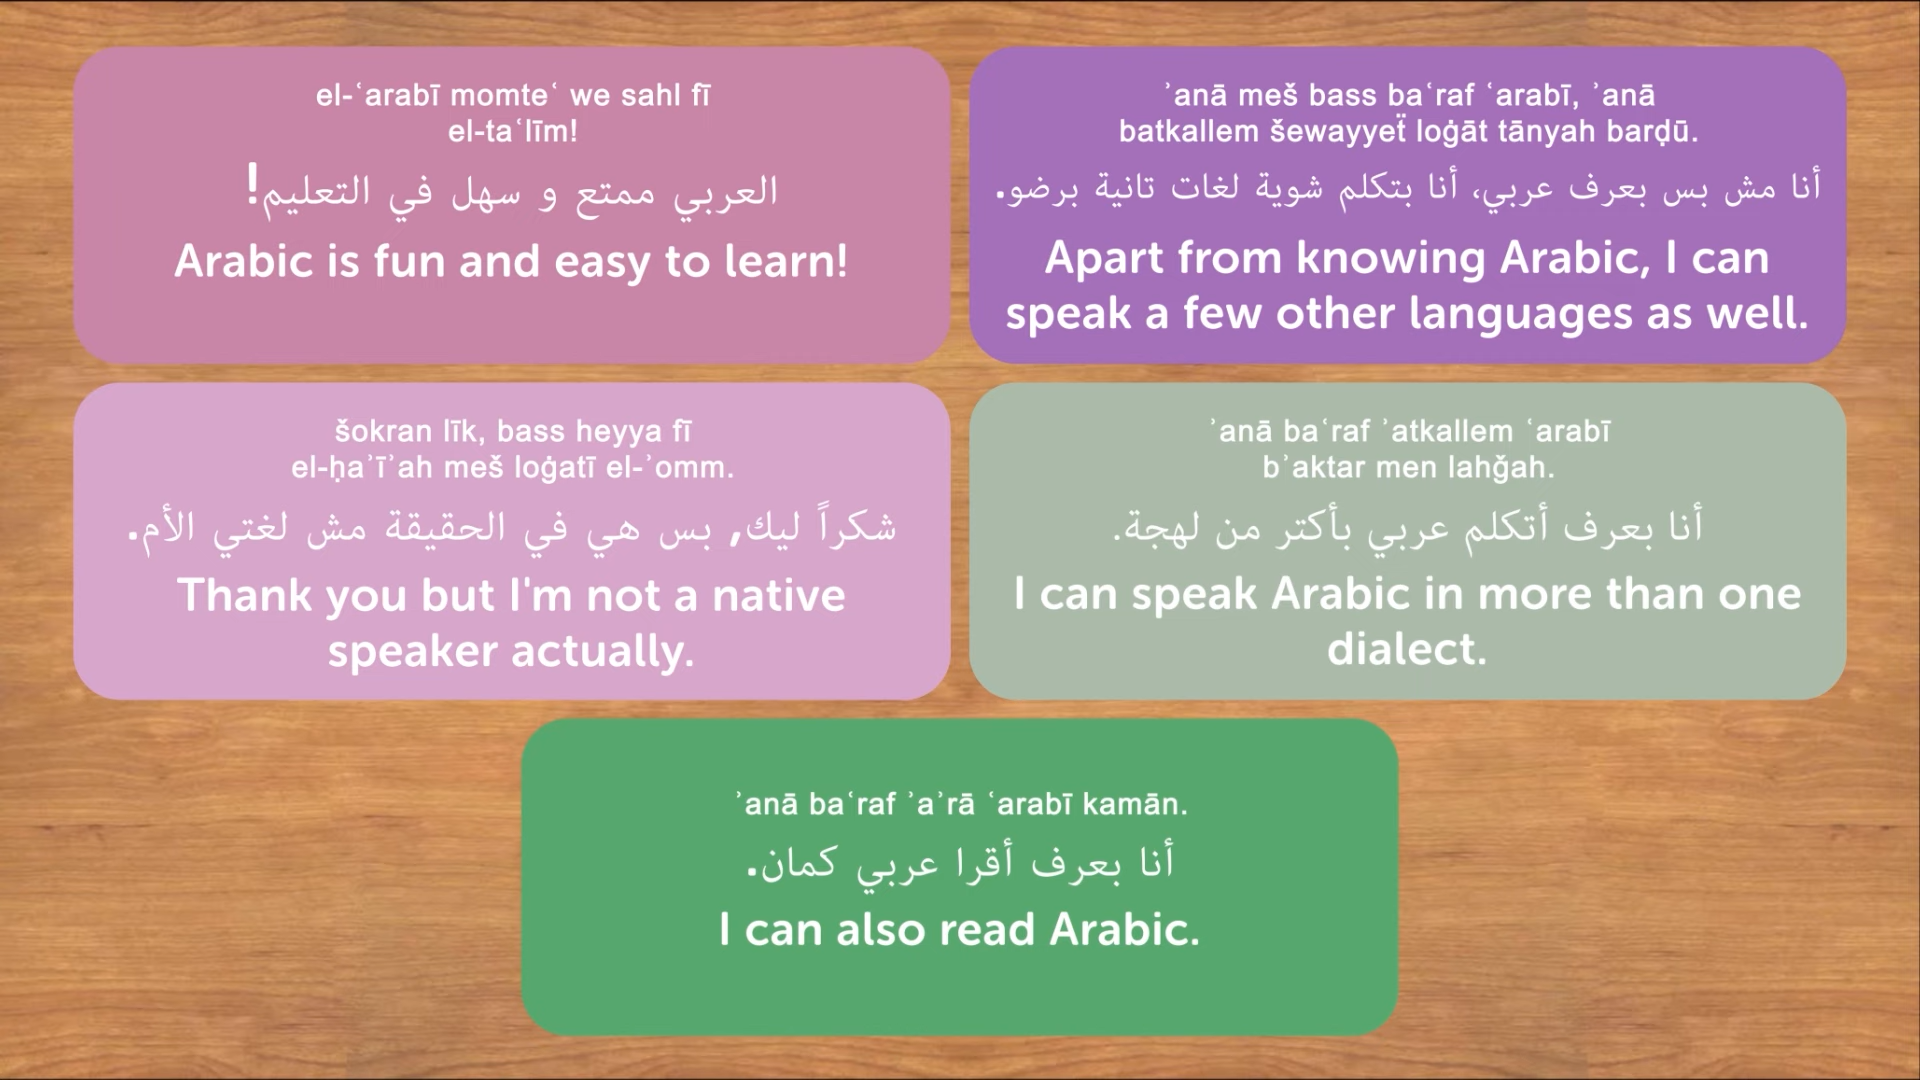 el-ʿarabī momteʿ we sahl fī
el-taʿlīm!
العربي ممتع و سهل في التعليم!
Arabic is fun and easy to learn!
ʾanā meš bass baʿraf ʿarabī, ʾanā
batkallem šewayyeẗ loġāt tānyah barḍū.
أنا مش بس بعرف عربي، أنا بتكلم شوية لغات تانية برضو.
Apart from knowing Arabic, I can
speak a few other languages as well.
šokran līk, bass heyya fī
el-ḥaʾīʾah meš loġatī el-ʾomm.
شكراً ليك, بس هي في الحقيقة مش لغتي الأم.
Thank you but I'm not a native
speaker actually.
ʾanā baʿraf ʾatkallem ʿarabī
bʾaktar men lahǧah.
أنا بعرف أتكلم عربي بأكتر من لهجة.
I can speak Arabic in more than one
dialect.
ʾanā baʿraf ʾaʾrā ʿarabī kamān.
أنا بعرف أقرا عربي كمان.
I can also read Arabic.